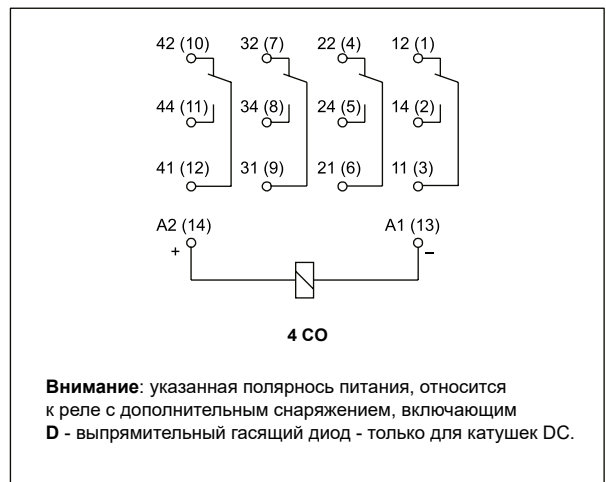 42 (10) 32 (7) 22 (4) 12 (1)
44 (11) 34 (8) 24 (5) 14 (2)
41 (12) 31 (9) 21 (6) 11 (3)
A2 (14) A1 (13)
+ –
4 CO
Внимание: указанная полярнось питания, относится
к реле с дополнительным снаряжением, включающим
D - выпрямительный гасящий диод - только для катушек DC.